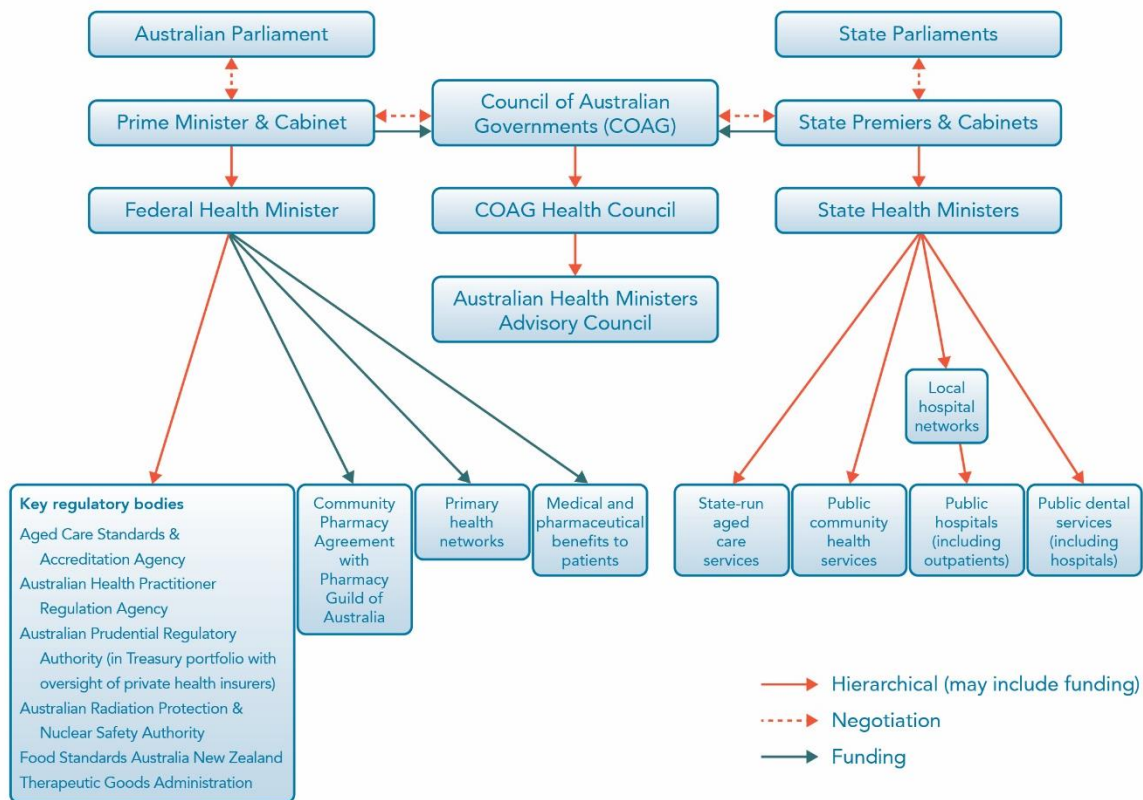 Australian Parliament
State Parliaments
Prime Minister & Cabinet
Council of Australian
Governments (COAG)
State Premiers & Cabinets
Federal Health Minister
COAG Health Council
State Health Ministers
Australian Health Ministers
Advisory Council
Local
hospital
networks
Key regulatory bodies
Aged Care Standards &
Accreditation Agency
Australian Health Practitioner
Regulation Agency
Australian Prudential Regulatory
Authority (in Treasury portfolio with
oversight of private health insurers)
Australian Radiation Protection &
Nuclear Safety Authority
Food Standards Australia New Zealand
Therapeutic Goods Administration
Community
Pharmacy
Agreement
with
Pharmacy
Guild of
Australia
Primary
health
networks
Medical and
pharmaceutical
benefits to
patients
State-run
aged
care
services
Public
community
health
services
Public
hospitals
(including
outpatients)
Public dental
services
(including
hospitals)
Hierarchical (may include funding)
Negotiation
Funding